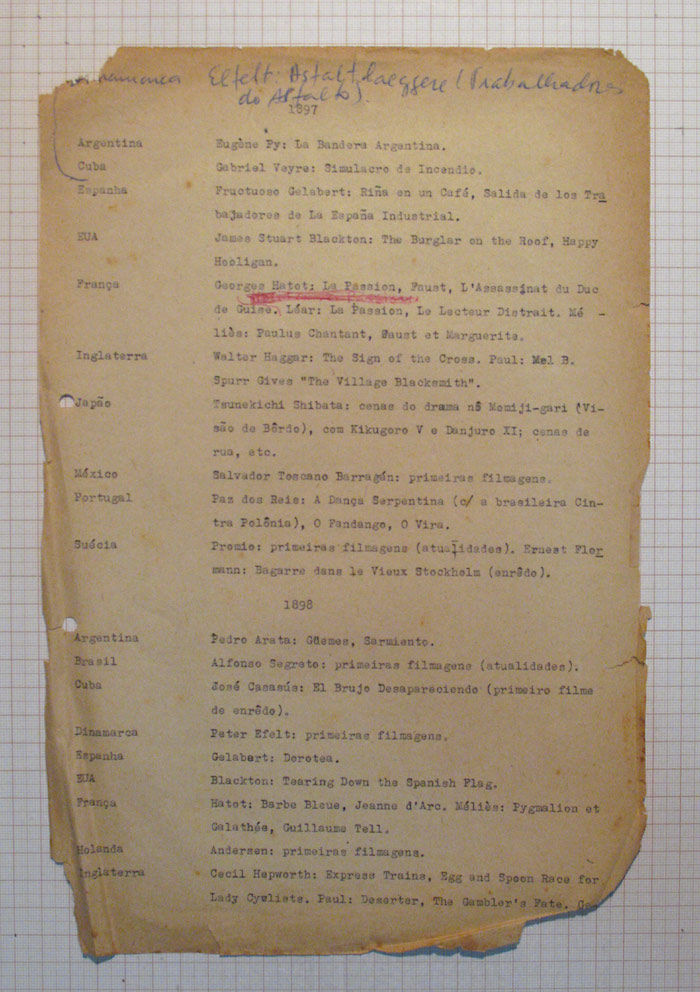 Dinamarca Elfelt: Asfaltlaeggere (Trabalhadores
do Asfalto)
1897
Argentina Eugène Py: La Bandera Argentina.
Cuba Gabriel Veyre: Simulacro de Incendio.
Espanha Fructuoso Gelabert: Riña en un Café, Salida de los Tra
bajadores de La España Industrial.
EUA James Stuart Blackton: The Burglar on the Roof, Happy
Hooligan.
França Georges Hatot: La Passion, Faust, L'Assassinat du Duc
de Guise. Léar: La Passion, Le Lecteur Distrait. Mé -
liès: Paulus Chantant, Faust et Marguerite.
Inglaterra Walter Haggar: The Sign of the Cross. Paul: Mel B.
Spurr Gives "The Village Blacksmith".
Japão Tsunekichi Shibata: cenas do drama nô Momiji-gari (Vi-
são de Bôrdo), com Kikugoro V e Danjuro XI; cenas de
rua, etc.
México Salvador Toscano Barragán: primeiras filmagens.
Portugal Paz dos Reis: A Dança Serpentina (c/ a brasileira Cin-
tra Polônia), O Fandango, O Vira.
Suécia Promio: primeiras filmagens (atualidades). Ernest Flor
mann: Bagarre dans le Vieux Stockholm (enrêdo).
1898
Argentina Pedro Arata: Güemes, Sarmiento.
Brasil Alfonso Segreto: primeiras filmagens (atualidades).
Cuba José Casasús: El Brujo Desapareciendo (primeiro filme
de enrêdo).
Dinamarca Peter Efelt: primeiras filmagens.
Espanha Gelabert: Dorotea.
EUA Blackton: Tearing Down the Spanish Flag.
França Hatot: Barbe Bleue, Jeanne d'Arc. Méliès: Pygmalion et
Galathée, Guillaume Tell.
Holanda Andersen: primeiras filmagens.
Inglaterra Cecil Hepworth: Express Trains, Egg and Spoon Race for
Lady Cywlists. Paul: Deserter, The Gambler's Fate.